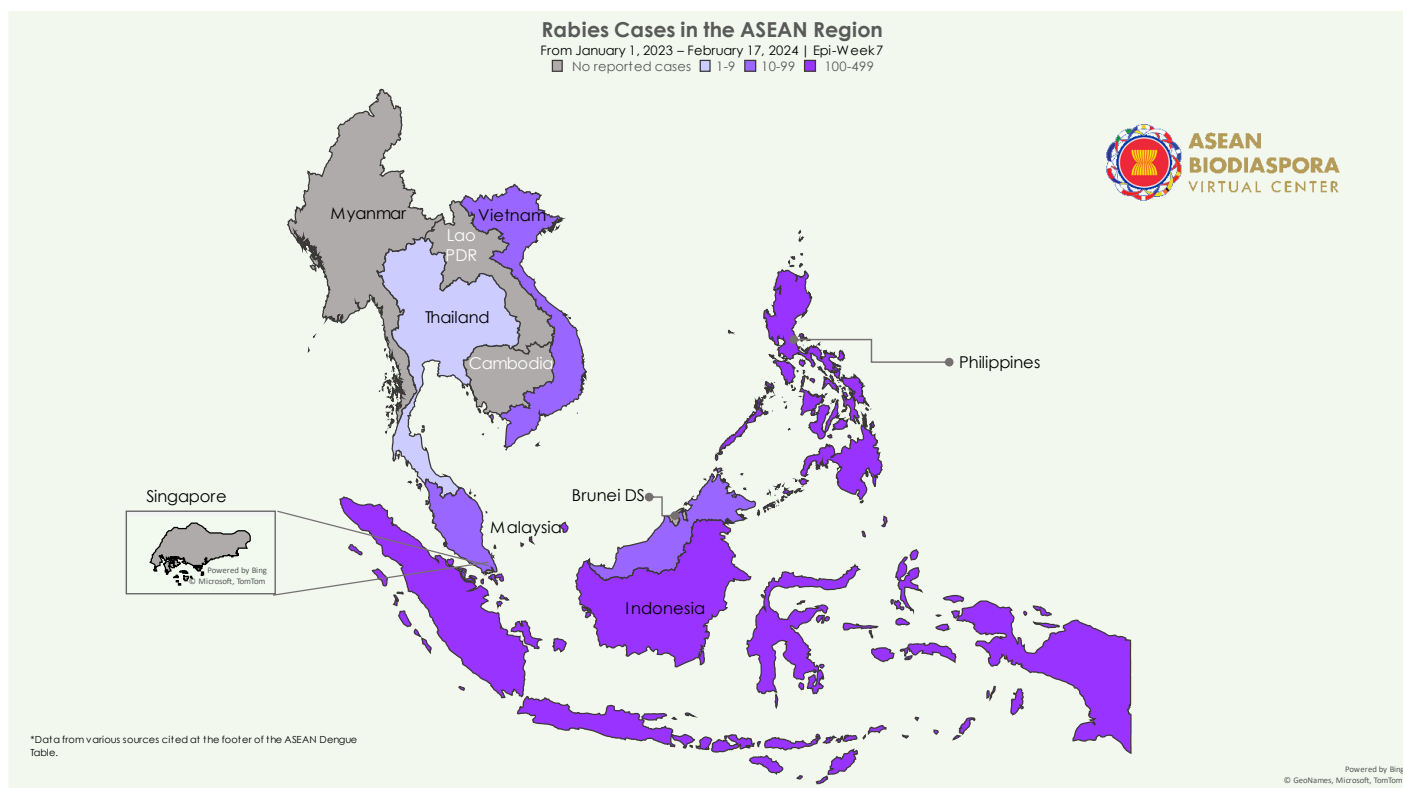 Rabies Cases in the ASEAN Region
From January 1, 2023 – February 17, 2024 | Epi-Week7
No reported cases 1-9 10-99 100-499
ASEAN
BIODIASPORA
VIRTUAL CENTER
Myanmar
Vietnam
Lao
PDR
Thailand
Cambodia
Philippines
Singapore
Brunei DS
Malaysia
Powered by Bing
© Microsoft, TomTom
Indonesia
*Data from various sources cited at the footer of the ASEAN Dengue
Table.
Powered by Bing
© GeoNames, Microsoft, TomTom